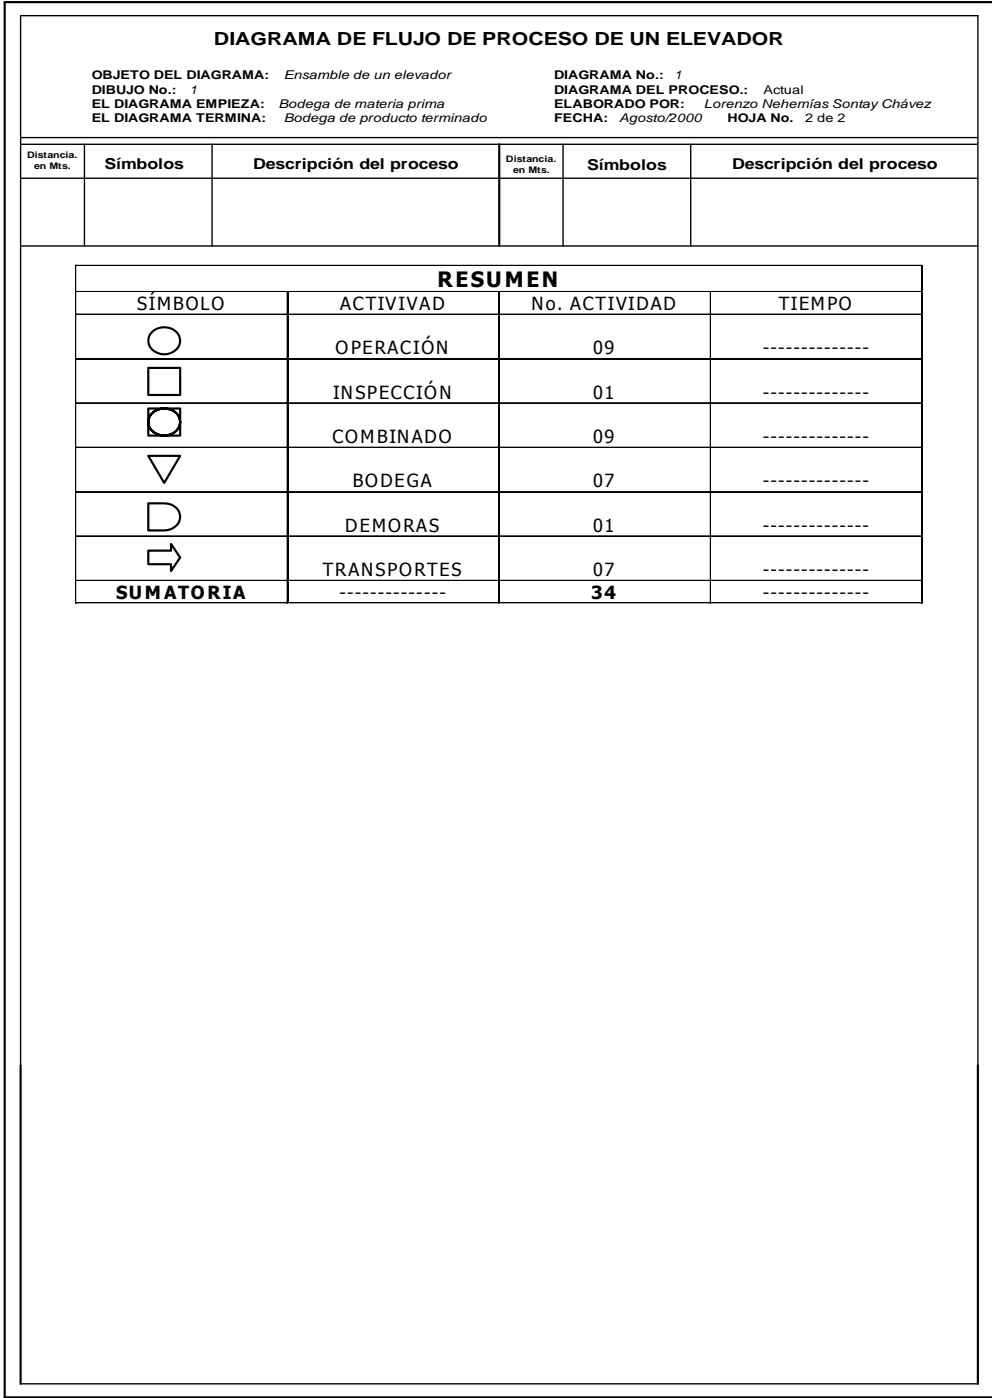 DIAGRAMA DE FLUJO DE PROCESO DE UN ELEVADOR
OBJETO DEL DIAGRAMA: Ensamble de un elevador
DIBUJO No.: 1
EL DIAGRAMA EMPIEZA: Bodega de materia prima
EL DIAGRAMA TERMINA: Bodega de producto terminado
DIAGRAMA No.: 1
DIAGRAMA DEL PROCESO.: Actual
ELABORADO POR: Lorenzo Nehemías Sontay Chávez
FECHA: Agosto/2000 HOJA No. 2 de 2
Distancia. en Mts. Símbolos Descripción del proceso Distancia. en Mts. Símbolos Descripción del proceso
RESUMEN
SÍMBOLO ACTIVIVAD No. ACTIVIDAD TIEMPO
OPERACIÓN 09 --------------
INSPECCIÓN 01 --------------
COMBINADO 09 --------------
BODEGA 07 --------------
DEMORAS 01 --------------
TRANSPORTES 07 --------------
SUMATORIA -------------- 34 --------------